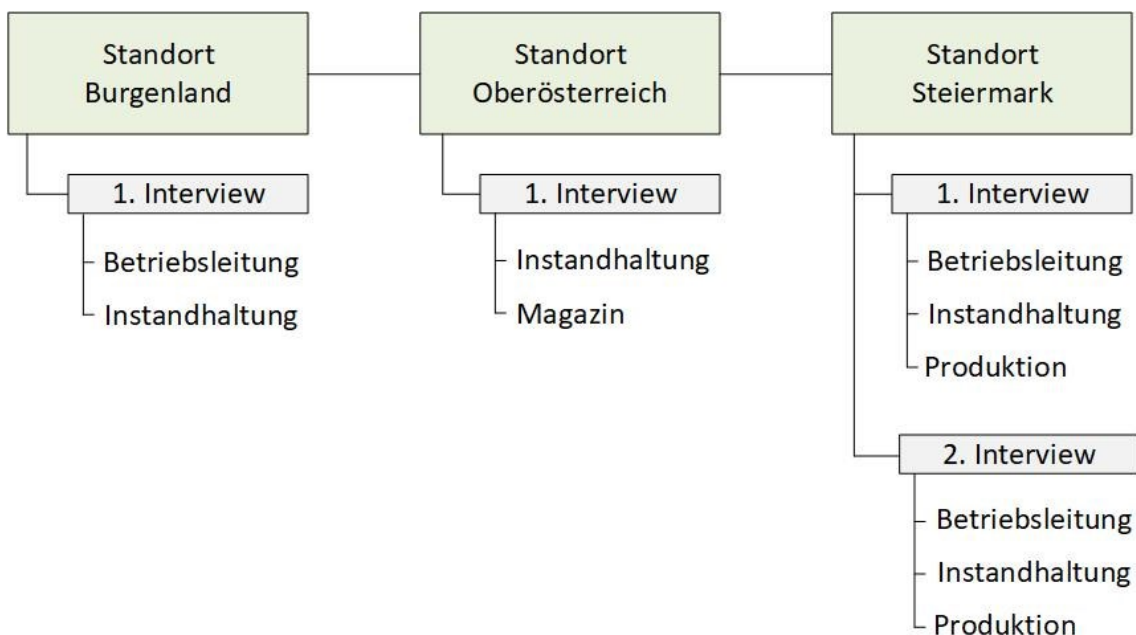 Standort
Burgenland
1. Interview
Betriebsleitung
Instandhaltung
Standort
Oberösterreich
1. Interview
Instandhaltung
Magazin
Standort
Steiermark
1. Interview
Betriebsleitung
Instandhaltung
Produktion
2. Interview
Betriebsleitung
Instandhaltung
Produktion